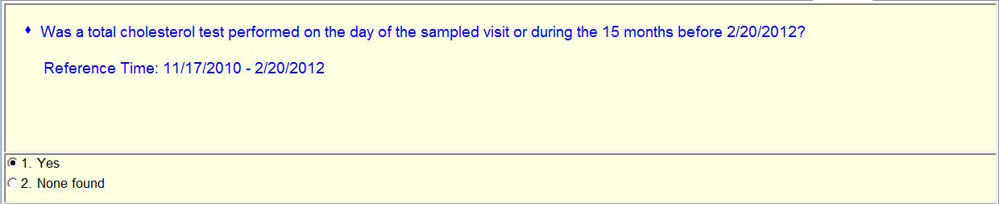 ♦ Was a total cholesterol test performed on the day of the sampled visit or during the 15 months before 2/20/2012?
Reference Time: 11/17/2010 - 2/20/2012
1. Yes
2. None found